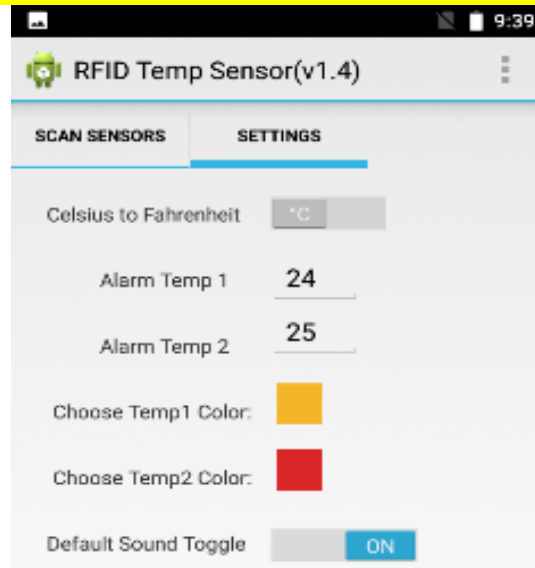 9:39
RFID Temp Sensor(v1.4)
SCAN SENSORS SETTINGS
Celsius to Fahrenheit °C
Alarm Temp 1 24
Alarm Temp 2 25
Choose Temp1 Color:
Choose Temp2 Color:
Default Sound Toggle ON